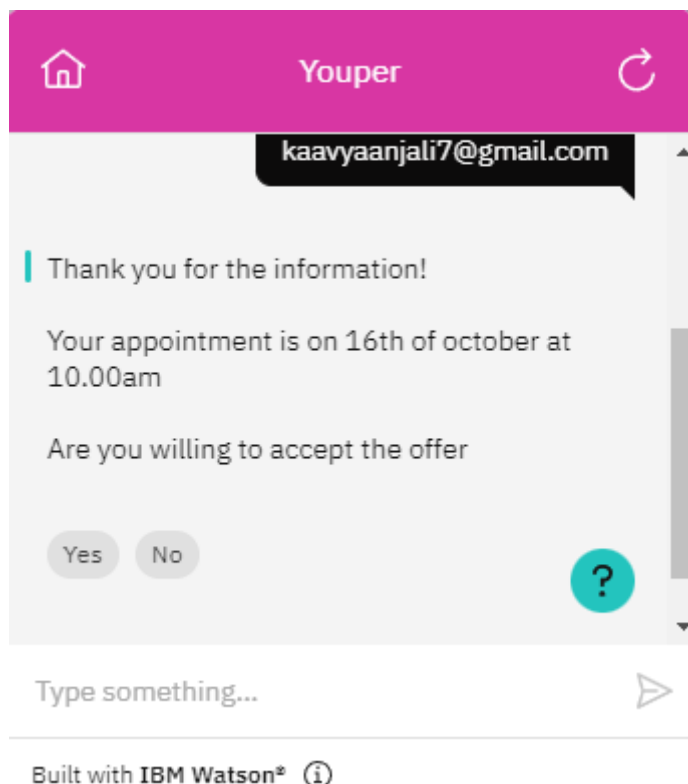 Youper
kaavyaanjali7@gmail.com
Thank you for the information!
Your appointment is on 16th of october at
10.00am
Are you willing to accept the offer
Yes No
?
Type something...
Built with IBM Watson® ⓘ